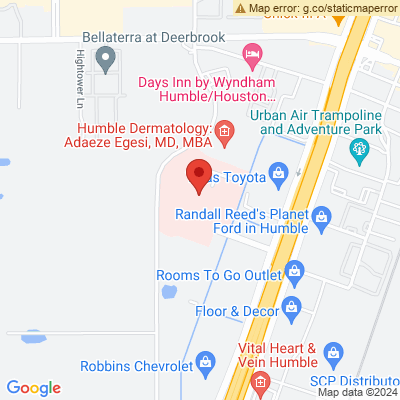 Map error: g.co/staticmaperror
Bellaterra at Deerbrook
Hightower Ln
Days Inn by Wyndham
Humble/Houston...
Urban Air Trampoline
and Adventure Park
Humble Dermatology:
Adaeze Egesi, MD, MBA
Toyota
Randall Reed's Planet
Ford in Humble
Rooms To Go Outlet
Floor & Decor
Vital Heart &
Vein Humble
Robbins Chevrolet
SCP Distributo
Google
Map data ©2024